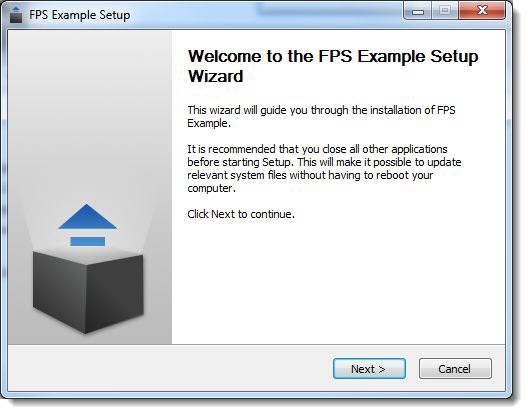 FPS Example Setup
Welcome to the FPS Example Setup
Wizard
This wizard will guide you through the installation of FPS
Example.
It is recommended that you close all other applications
before starting Setup. This will make it possible to update
relevant system files without having to reboot your
computer.
Click Next to continue.
Next >
Cancel